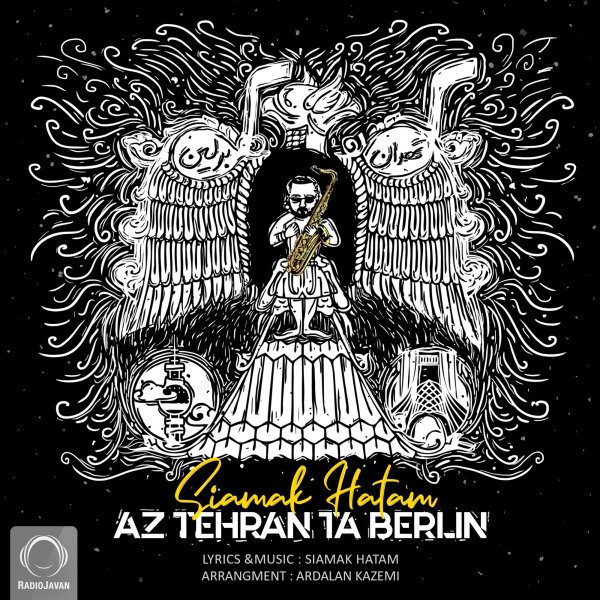 برلین
تهران
Siamak Hatam
AZ TEHRAN TA BERLIN
LYRICS &MUSIC : SIAMAK HATAM
ARRANGMENT : ARDALAN KAZEMI
RADIOJAVAN